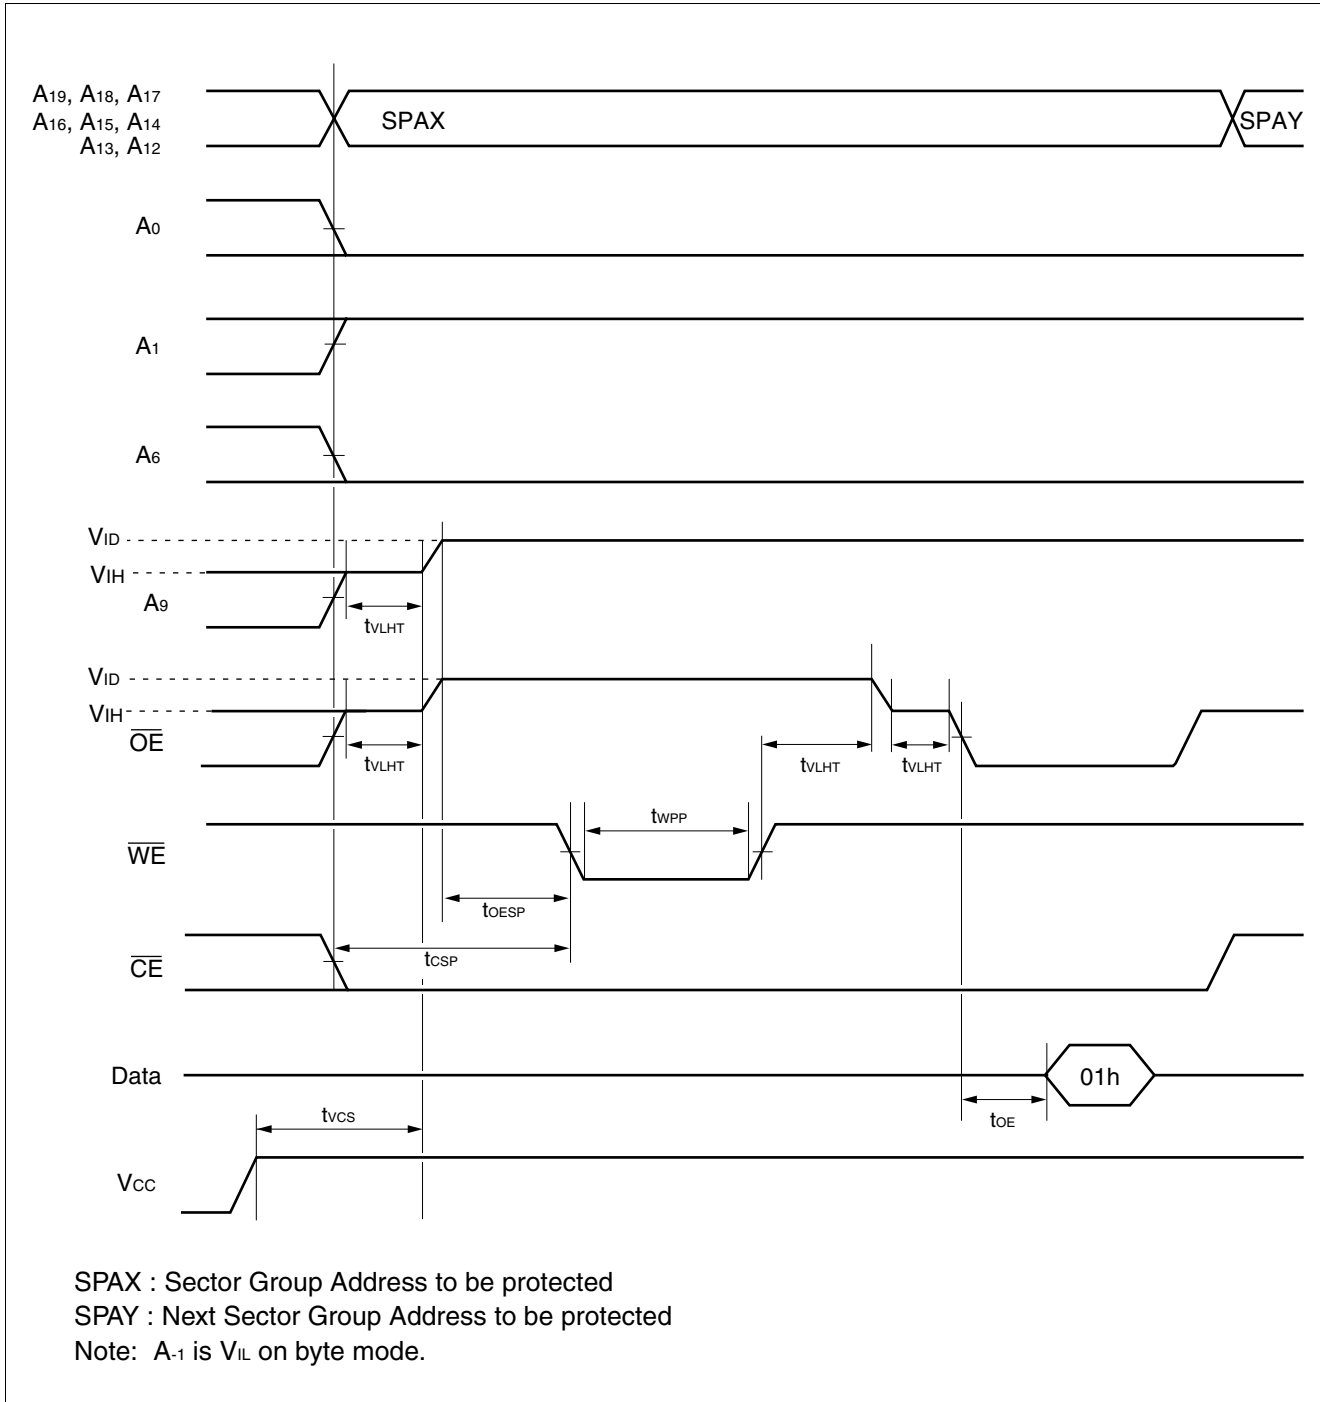 A19, A18, A17
A16, A15, A14
A13, A12
SPAX
SPAY
A0
A1
A6
VID
VIH
A9
tVLHT
VID
VIH
OE
tVLHT
tVLHT
tVLHT
tWPP
WE
tOESP
tCSP
CE
Data
01h
tOE
tVCS
VCC
SPAX : Sector Group Address to be protected
SPAY : Next Sector Group Address to be protected
Note: A-1 is VIL on byte mode.